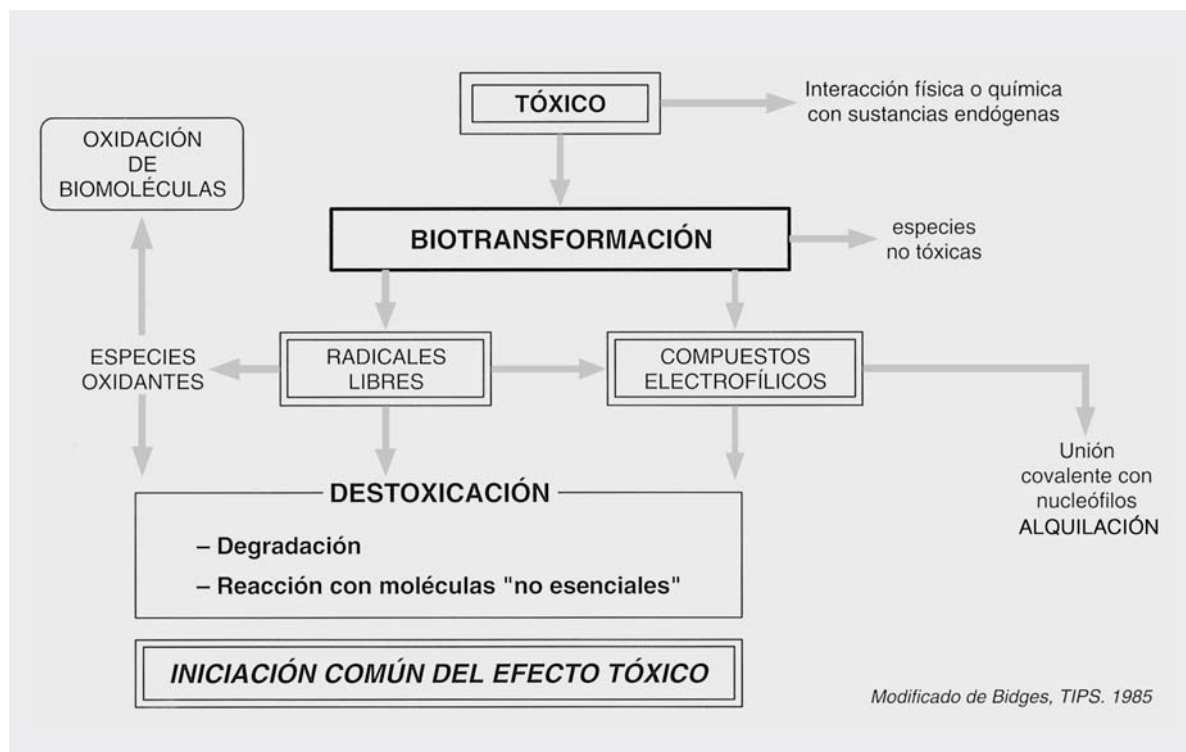 TÓXICO
Interacción física o química
con sustancias endógenas
OXIDACIÓN
DE
BIOMOLÉCULAS
BIOTRANSFORMACIÓN
especies
no tóxicas
ESPECIES
OXIDANTES
RADICALES
LIBRES
COMPUESTOS
ELECTROFÍLICOS
Unión
covalente con
nucleófilos
ALQUILACIÓN
DESTOXICACIÓN
– Degradación
– Reacción con moléculas "no esenciales"
INICIACIÓN COMÚN DEL EFECTO TÓXICO
Modificado de Bidges, TIPS. 1985